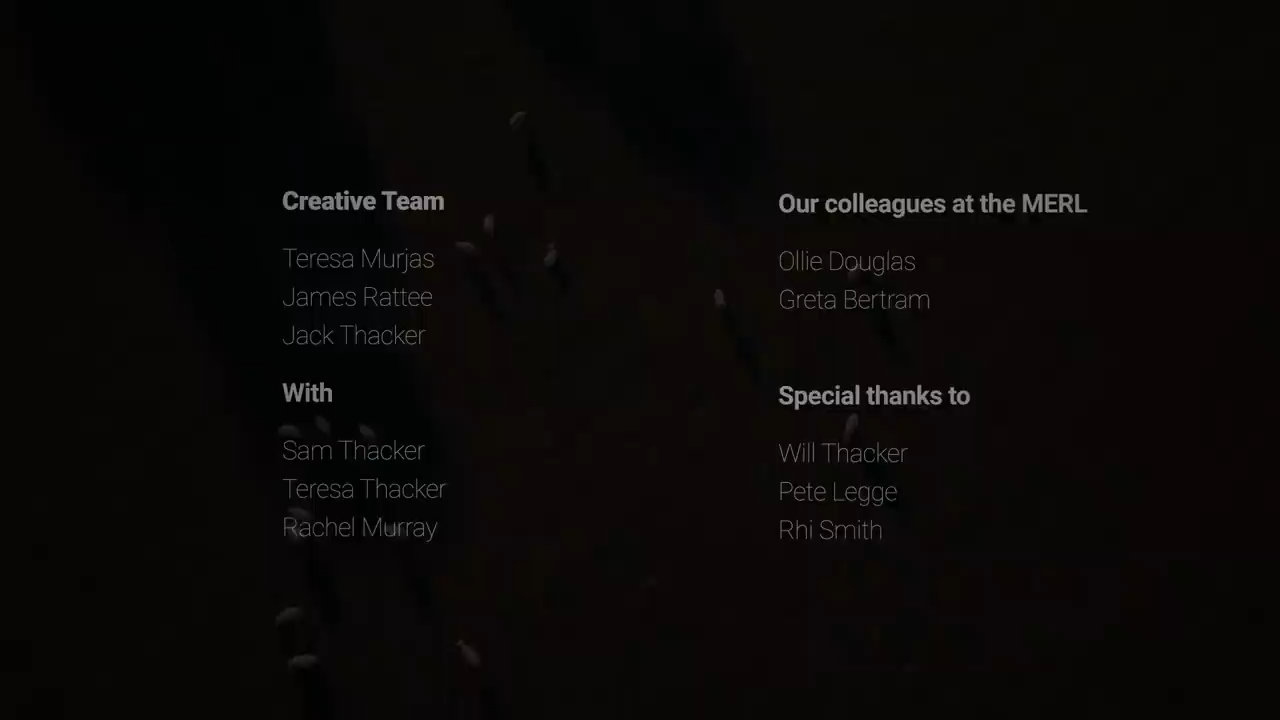 Creative Team
Teresa Murjas
James Rattee
Jack Thacker
With
Sam Thacker
Teresa Thacker
Rachel Murray
Our colleagues at the MERL
Ollie Douglas
Greta Bertram
Special thanks to
Will Thacker
Pete Legge
Rhi Smith